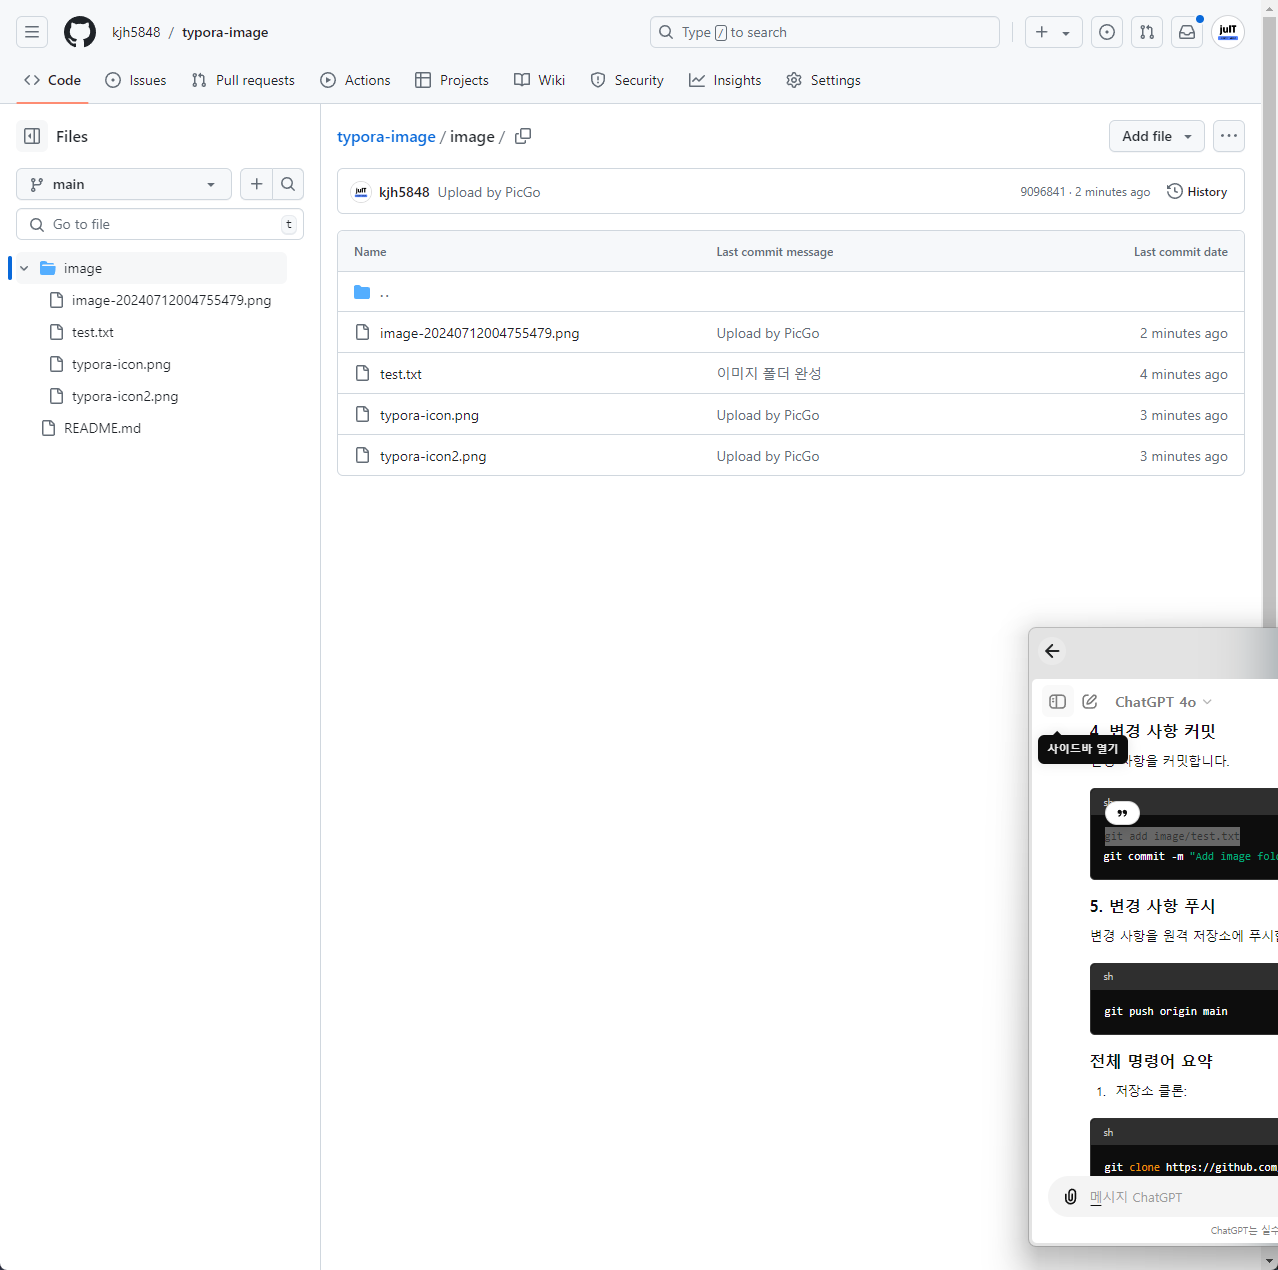 kjh5848 / typora-image
Type / to search
juIT
Code
Issues
Pull requests
Actions
Projects
Wiki
Security
Insights
Settings
Files
main
Go to file
t
image
image-20240712004755479.png
test.txt
typora-icon.png
typora-icon2.png
README.md
typora-image / image /
Add file
juIT kjh5848 Upload by PicGo
9096841 · 2 minutes ago
History
Name
Last commit message
Last commit date
..
image-20240712004755479.png Upload by PicGo 2 minutes ago
test.txt 이미지 폴더 완성 4 minutes ago
typora-icon.png Upload by PicGo 3 minutes ago
typora-icon2.png Upload by PicGo 3 minutes ago
ChatGPT 4o
4. 변경 사항 커밋
사이드바 열기
사항을 커밋합니다.
sh
git add image/test.txt
git commit -m "Add image fol
5. 변경 사항 푸시
변경 사항을 원격 저장소에 푸시
sh
git push origin main
전체 명령어 요약
1. 저장소 클론:
sh
git clone https://github.com
메시지 ChatGPT
ChatGPT는 실수